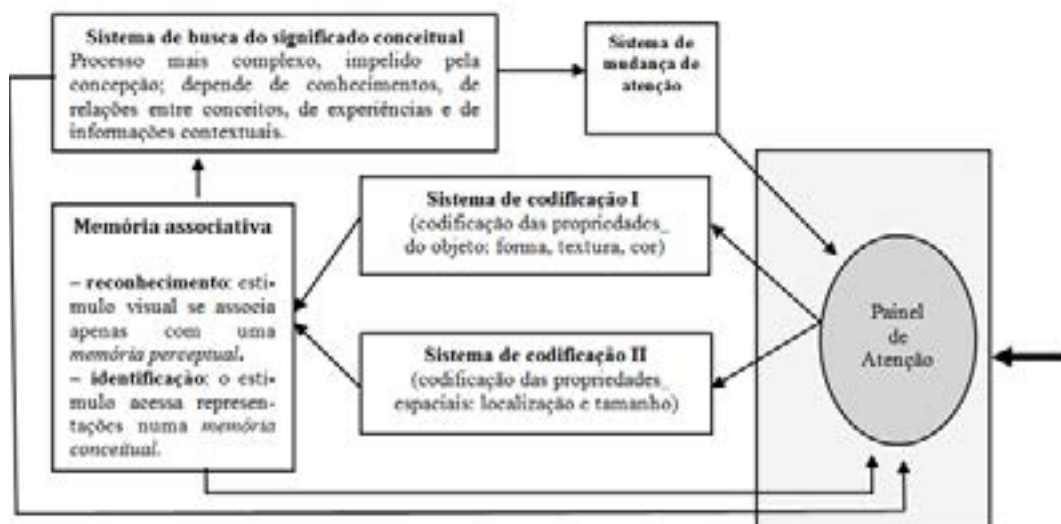 Sistema de busca do significado conceitual
Processo mais complexo, impelido pela
concepção; depende de conhecimentos, de
relações entre conceitos, de experiências e de
informações contextuais.
Sistema de
mudança de
atenção
Memória associativa
– reconhecimento: estí-
mulo visual se associa
apenas com uma
memória perceptual.
– identificação: o estí-
mulo acessa represen-
tações numa memória
conceitual.
Sistema de codificação I
(codificação das propriedades
do objeto: forma, textura, cor)
Sistema de codificação II
(codificação das propriedades
espaciais: localização e tamanho)
Painel
de
Atenção